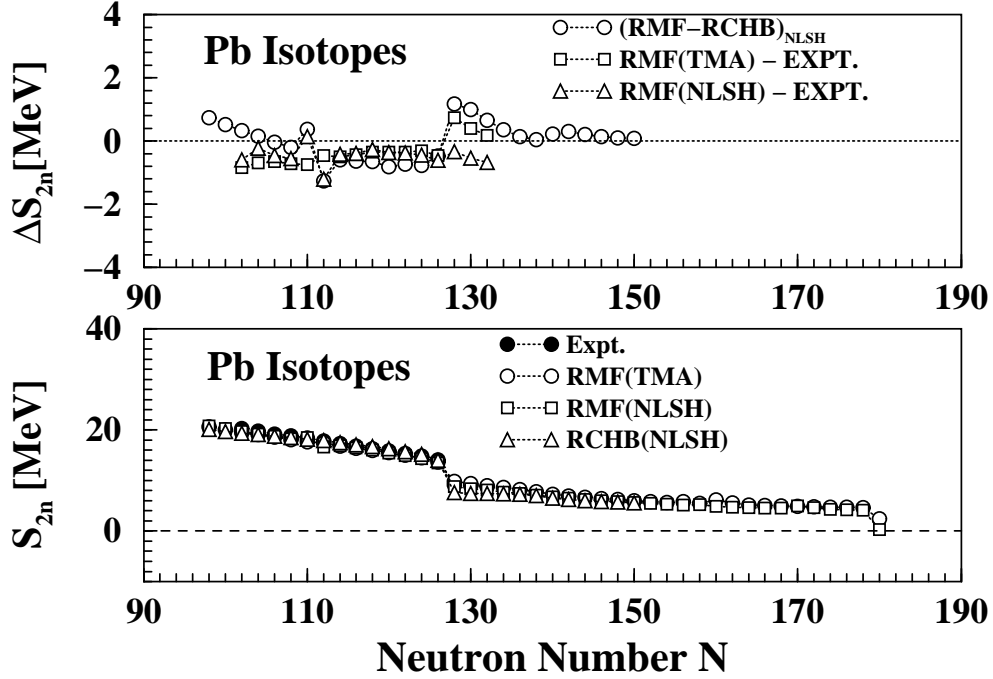 4
2
0
−2
−4
ΔS2n [MeV]
Pb Isotopes
(RMF−RCHB)NLSH
RMF(TMA) − EXPT.
RMF(NLSH) − EXPT.
90 110 130 150 170 190
40
20
0
S2n [MeV]
Pb Isotopes
Expt.
RMF(TMA)
RMF(NLSH)
RCHB(NLSH)
90 110 130 150 170 190
Neutron Number N